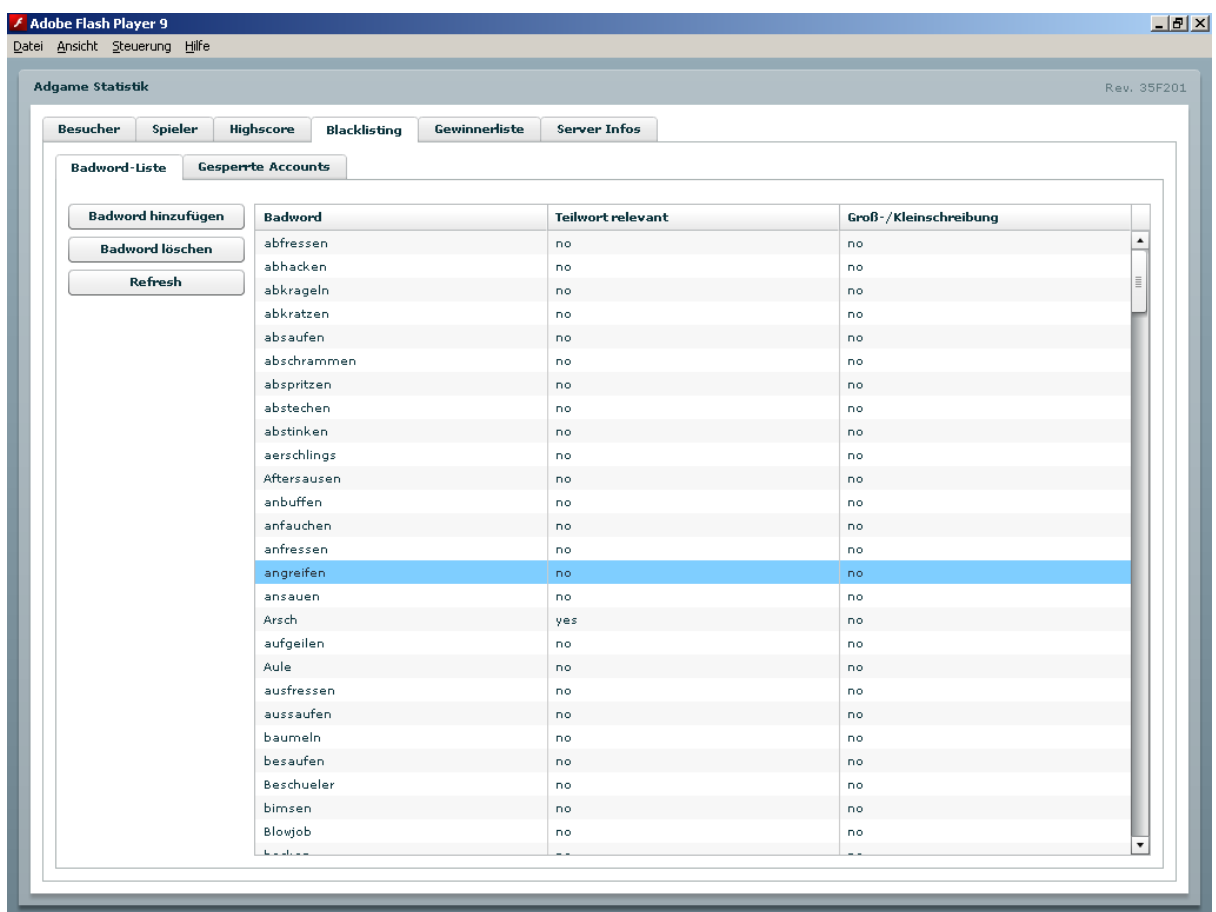 Adobe Flash Player 9
Datei Ansicht Steuerung Hilfe
Adgame Statistik Rev. 35F201
Besucher Spieler Highscore Blacklisting Gewinnerliste Server Infos
Badword-Liste Gesperrte Accounts
Badword hinzufügen
Badword löschen
Refresh
Badword Teilwort relevant Groß-/Kleinschreibung
abfressen no no
abhacken no no
abkrageln no no
abkratzen no no
absaufen no no
abschrammen no no
abspritzen no no
abstechen no no
abstinken no no
aerschlings no no
Aftersausen no no
anbuffen no no
anfauchen no no
anfressen no no
angreifen no no
ansauen no no
Arsch yes no
aufgeilen no no
Aule no no
ausfressen no no
aussaufen no no
baumeln no no
besaufen no no
Beschueler no no
bimsen no no
Blowjob no no